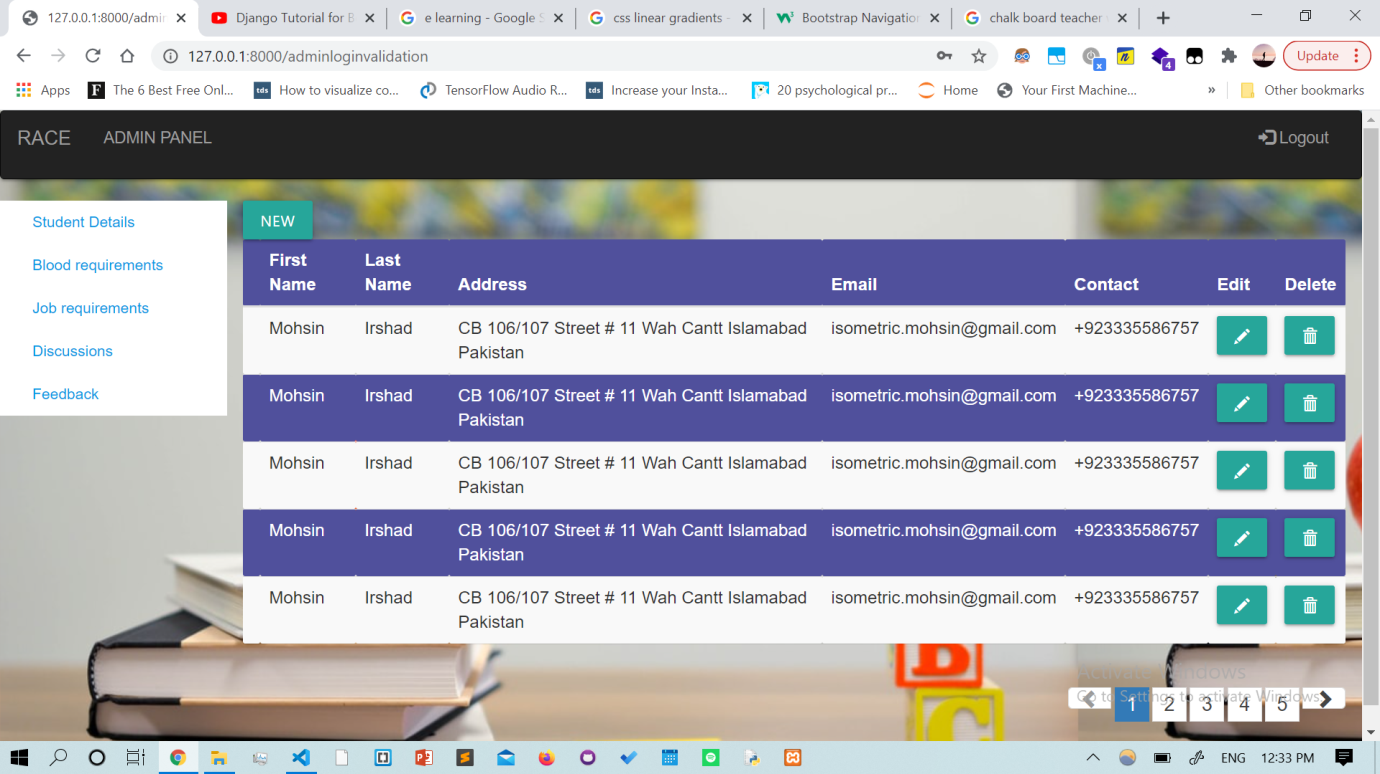 127.0.0.1:8000/admin
Django Tutorial for B
e learning - Google S
css linear gradients -
Bootstrap Navigation
chalk board teacher
127.0.0.1:8000/adminloginvalidation
Update
Apps
The 6 Best Free Onl...
How to visualize co...
TensorFlow Audio R...
Increase your Insta...
20 psychological pr...
Home
Your First Machine...
»
Other bookmarks
RACE
ADMIN PANEL
Logout
Student Details
Blood requirements
Job requirements
Discussions
Feedback
NEW
First Name Last Name Address Email Contact Edit Delete
Mohsin Irshad CB 106/107 Street # 11 Wah Cantt Islamabad isometric.mohsin@gmail.com +923335586757
Pakistan
Mohsin Irshad CB 106/107 Street # 11 Wah Cantt Islamabad isometric.mohsin@gmail.com +923335586757
Pakistan
Mohsin Irshad CB 106/107 Street # 11 Wah Cantt Islamabad isometric.mohsin@gmail.com +923335586757
Pakistan
Mohsin Irshad CB 106/107 Street # 11 Wah Cantt Islamabad isometric.mohsin@gmail.com +923335586757
Pakistan
Mohsin Irshad CB 106/107 Street # 11 Wah Cantt Islamabad isometric.mohsin@gmail.com +923335586757
Pakistan
B
C
Activate Windows
Go to Settings to activate Windows.
1 2 3 4 5
ENG 12:33 PM